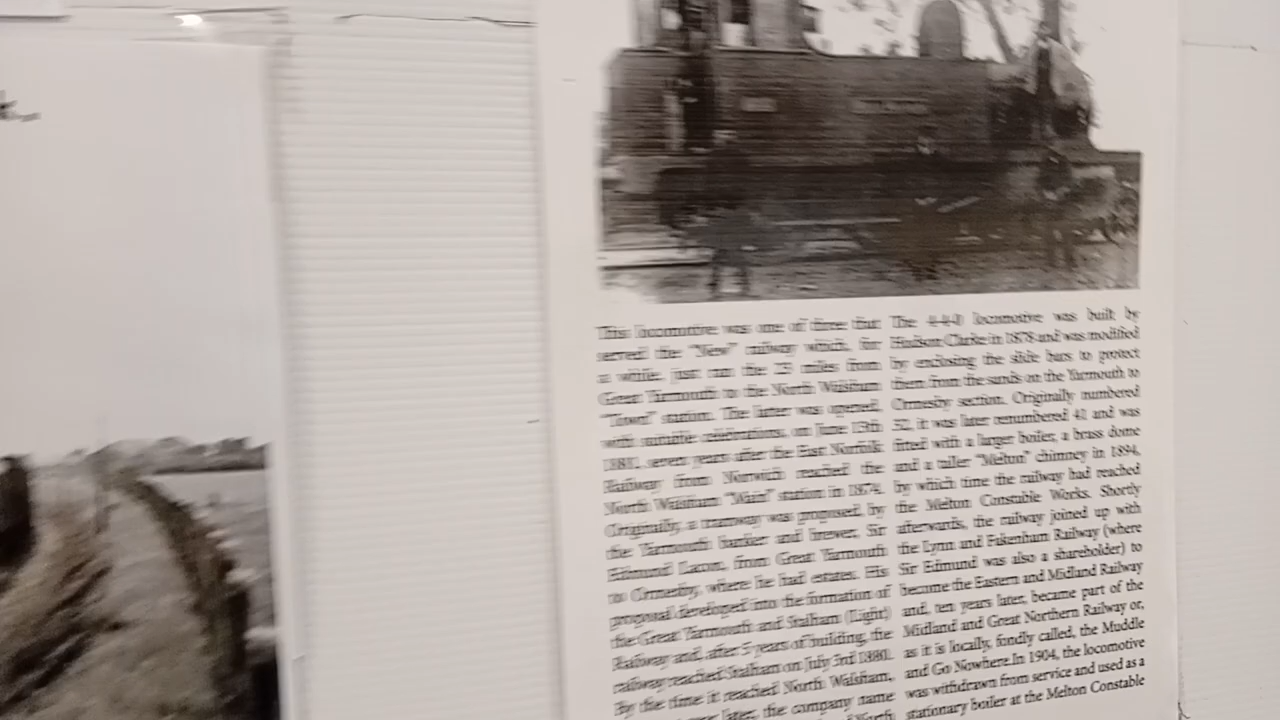 This locomotive was one of three that
served the "New" railway which, for
a while, just ran the 23 miles from
Great Yarmouth to the North Walsham
"Town" station. The latter was opened,
with suitable celebrations, on June 13th
1881, seven years after the East Norfolk
Railway from Norwich reached the
North Walsham "Main" station in 1874.
Originally, a tramway was proposed, by
the Yarmouth banker and brewer, Sir
Edmund Lacon, from Great Yarmouth
to Ormesby, where he had estates. His
proposal developed into the formation of
the Great Yarmouth and Stalham (Light)
Railway and, after 5 years of building, the
railway reached Stalham on July 3rd 1880.
By the time it reached North Walsham,
later, the company name
North
The 4-4-0 locomotive was built by
Hudson Clarke in 1878 and was modified
by enclosing the slide bars to protect
them from the sands on the Yarmouth to
Ormesby section. Originally numbered
32, it was later renumbered 41 and was
fitted with a larger boiler, a brass dome
and a taller "Melton" chimney in 1894,
by which time the railway had reached
the Melton Constable Works. Shortly
afterwards, the railway joined up with
the Lynn and Fakenham Railway (where
Sir Edmund was also a shareholder) to
become the Eastern and Midland Railway
and, ten years later, became part of the
Midland and Great Northern Railway or,
as it is locally, fondly called, the Muddle
and Go Nowhere.In 1904, the locomotive
was withdrawn from service and used as a
stationary boiler at the Melton Constable